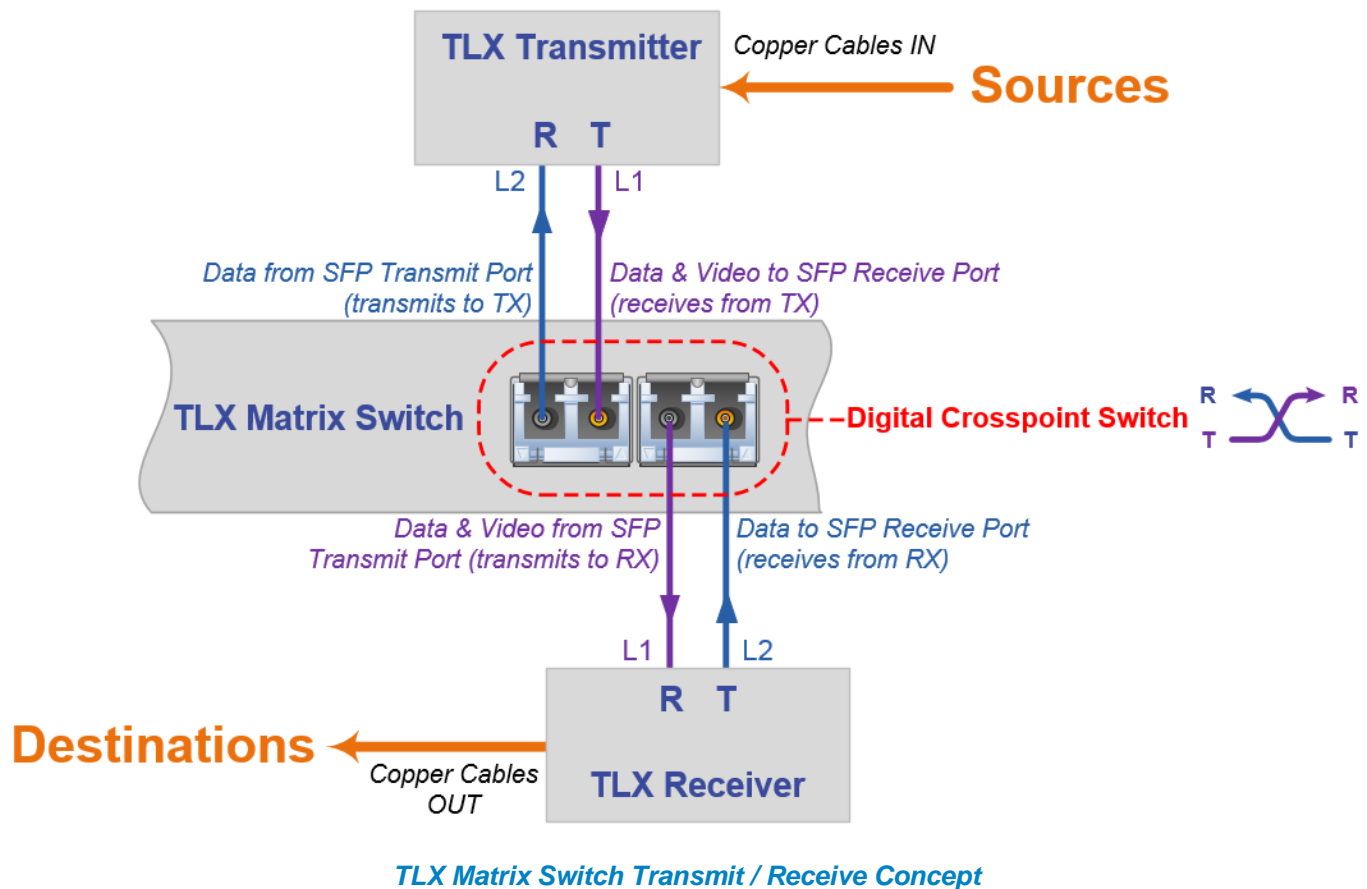 TLX Transmitter
Copper Cables IN
Sources
R T
L2 L1
Data from SFP Transmit Port
(transmits to TX)
Data & Video to SFP Receive Port
(receives from TX)
TLX Matrix Switch
Digital Crosspoint Switch
R R
T T
Data & Video from SFP
Transmit Port (transmits to RX)
Data to SFP Receive Port
(receives from RX)
L1 L2
R T
Destinations
Copper Cables
OUT
TLX Receiver
TLX Matrix Switch Transmit / Receive Concept